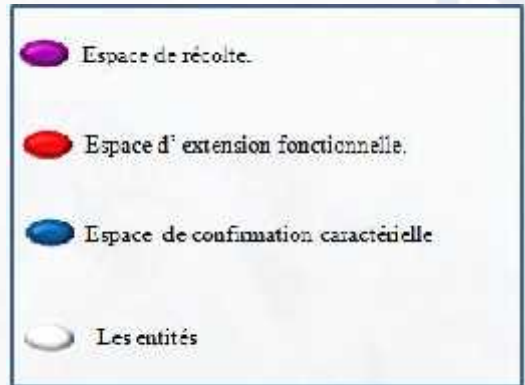 Espace de récolte.
Espace d' extension fonctionnelle.
Espace de confirmation caractérielle
Les entités